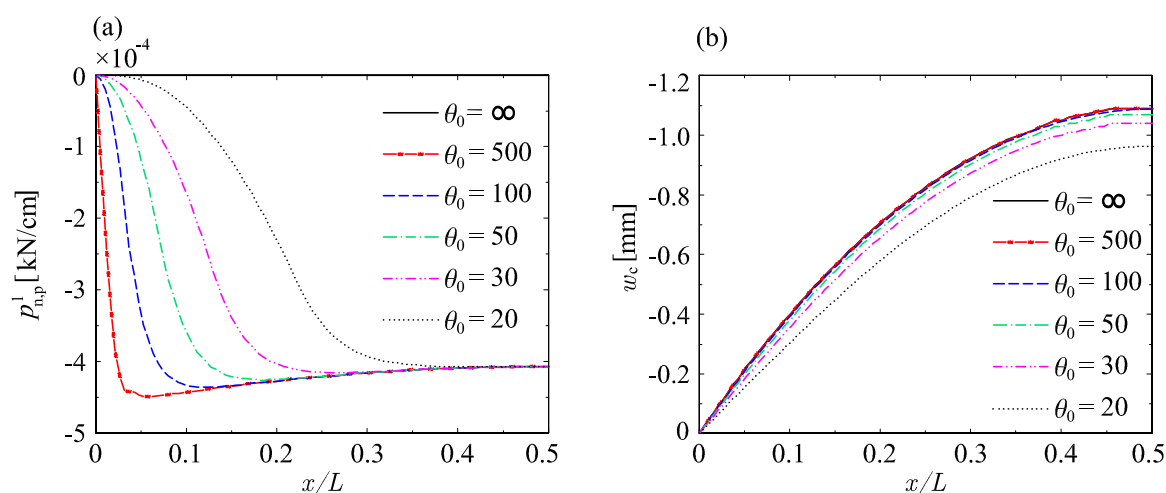 (a)
×10⁻⁴
0
-1
-2
-3
-4
-5
p¹n,p [kN/cm]
θ₀ = ∞
θ₀ = 500
θ₀ = 100
θ₀ = 50
θ₀ = 30
θ₀ = 20
0 0.1 0.2 0.3 0.4 0.5
x/L
(b)
-1.2
-1.0
-0.8
-0.6
-0.4
-0.2
0
wc [mm]
θ₀ = ∞
θ₀ = 500
θ₀ = 100
θ₀ = 50
θ₀ = 30
θ₀ = 20
0 0.1 0.2 0.3 0.4 0.5
x/L